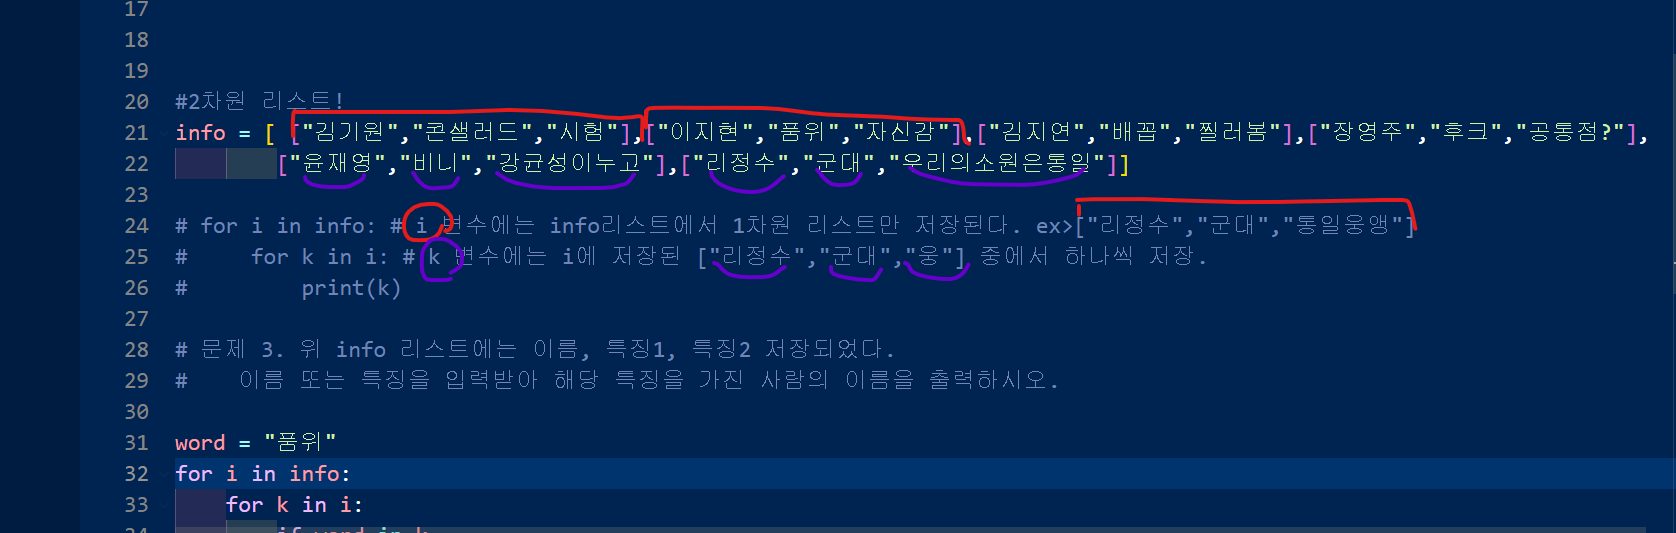 17
18
19
20 #2차원 리스트!
21 info = [ ["김기원","콘샐러드","시험"],["이지현","품위","자신감"],["김지연","배꼽","찔러봄"],["장영주","후크","공통점?"],
22 ["윤재영","비니","강균성이누고"],["리정수","군대","우리의소원은통일"]]
23
24 # for i in info: # i 변수에는 info리스트에서 1차원 리스트만 저장된다. ex>["리정수","군대","통일웅앵"]
25 # for k in i: # k 변수에는 i에 저장된 ["리정수","군대","웅"] 중에서 하나씩 저장.
26 # print(k)
27
28 # 문제 3. 위 info 리스트에는 이름, 특징1, 특징2 저장되었다.
29 # 이름 또는 특징을 입력받아 해당 특징을 가진 사람의 이름을 출력하시오.
30
31 word = "품위"
32 for i in info:
33 for k in i:
34 if word in k